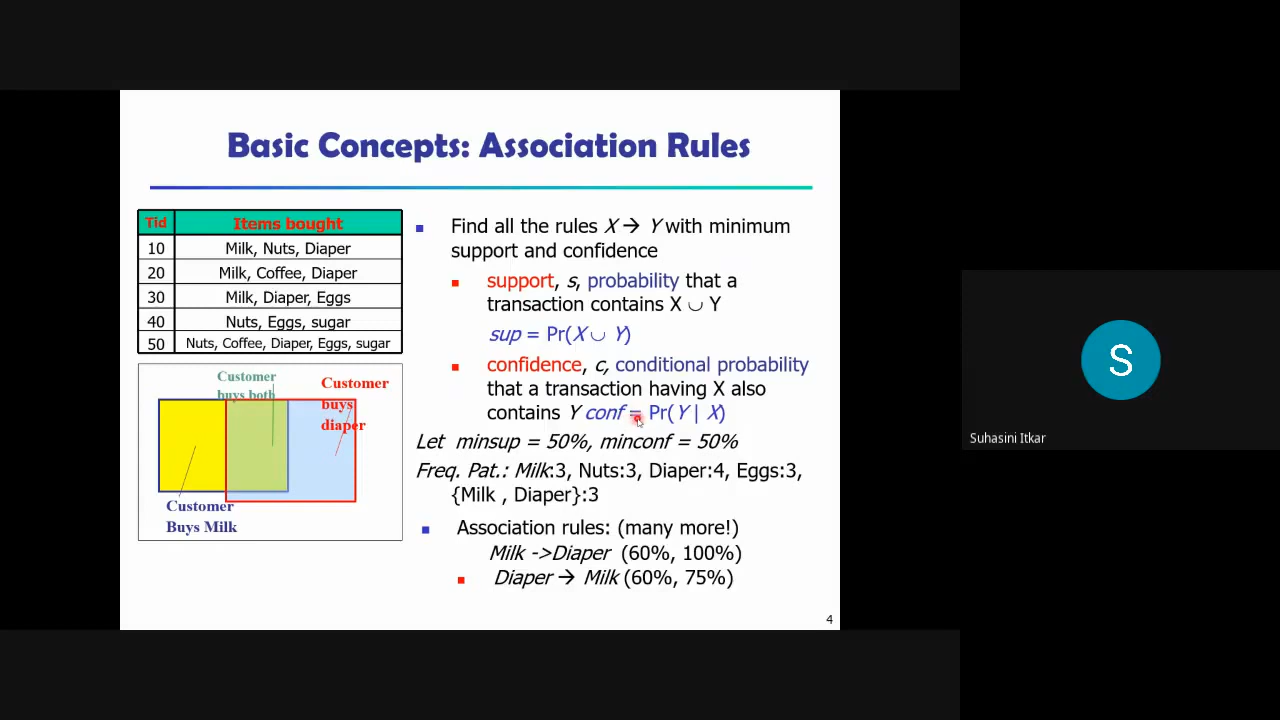 Basic Concepts: Association Rules
Tid Items bought
10 Milk, Nuts, Diaper
20 Milk, Coffee, Diaper
30 Milk, Diaper, Eggs
40 Nuts, Eggs, sugar
50 Nuts, Coffee, Diaper, Eggs, sugar
Customer
buys both
Customer
buys
diaper
Customer
Buys Milk
Find all the rules X → Y with minimum
support and confidence
support, s, probability that a
transaction contains X ∪ Y
sup = Pr(X ∪ Y)
confidence, c, conditional probability
that a transaction having X also
contains Y conf = Pr(Y | X)
Let minsup = 50%, minconf = 50%
Freq. Pat.: Milk:3, Nuts:3, Diaper:4, Eggs:3,
{Milk , Diaper}:3
Association rules: (many more!)
Milk ->Diaper (60%, 100%)
Diaper → Milk (60%, 75%)
4
S
Suhasini Itkar